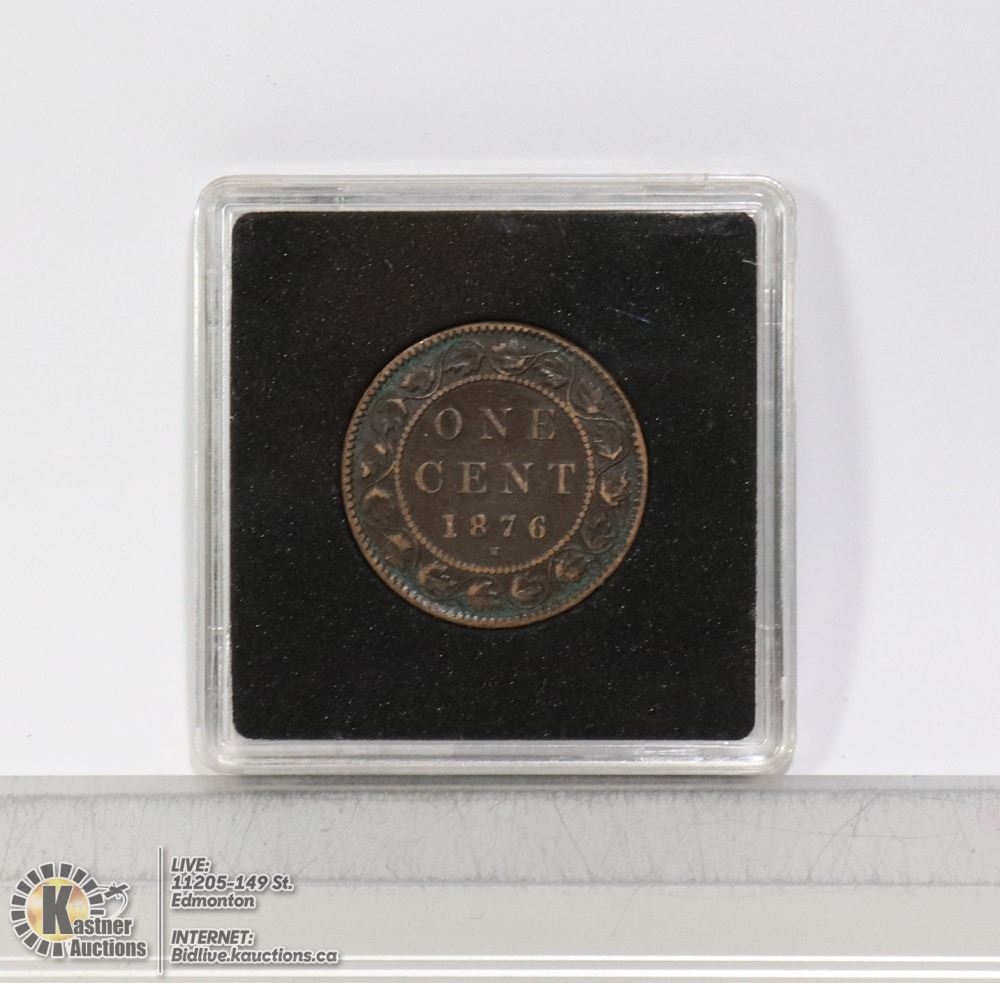 ONE
CENT
1876
H
Kastner
Auctions
LIVE:
11205-149 St.
Edmonton
INTERNET:
Bidlive.kauctions.ca